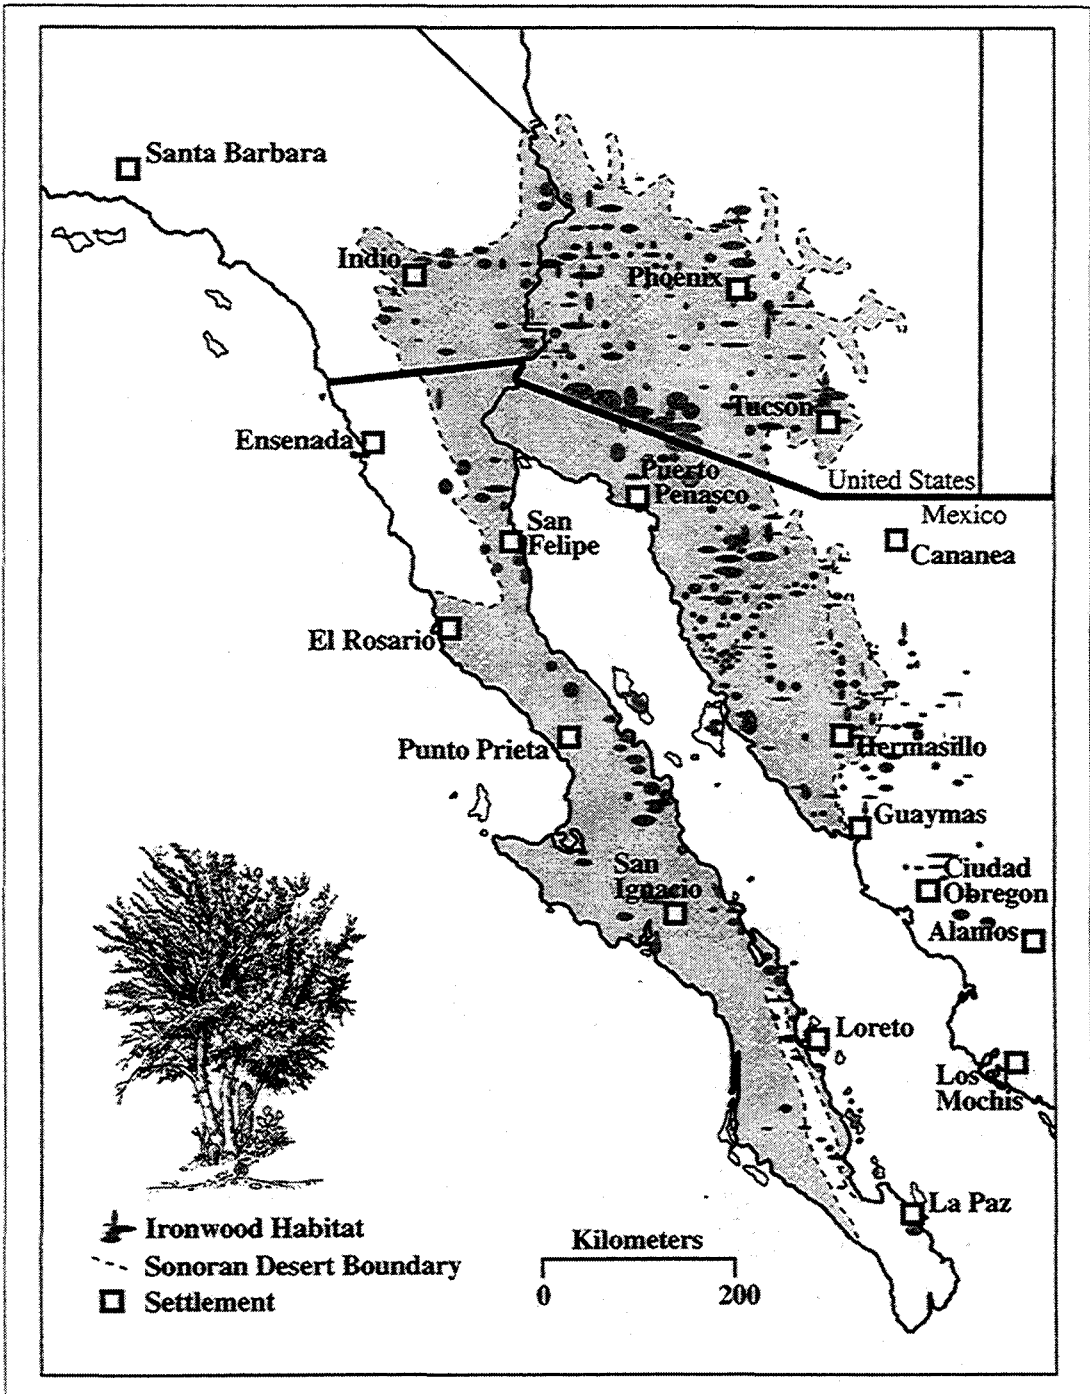 Santa Barbara
Indio
Phoenix
Tucson
Ensenada
United States
Puerto
Penasco
Mexico
San
Felipe
Cananea
El Rosario
Punto Prieta
Hermasillo
Guaymas
San
Ignacio
Ciudad
Obregon
Alamos
Loreto
Los
Mochis
La Paz
Ironwood Habitat
Sonoran Desert Boundary
Settlement
Kilometers
0 200